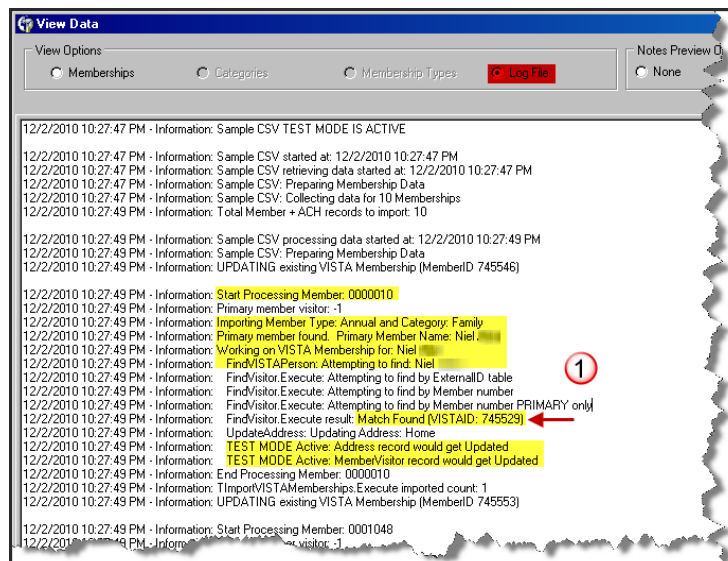 View Data
View Options
Notes Preview O
Memberships
Categories
Membership Types
Log File
None
12/2/2010 10:27:47 PM - Information: Sample CSV TEST MODE IS ACTIVE
12/2/2010 10:27:47 PM - Information: Sample CSV started at: 12/2/2010 10:27:47 PM
12/2/2010 10:27:47 PM - Information: Sample CSV retrieving data started at: 12/2/2010 10:27:47 PM
12/2/2010 10:27:47 PM - Information: Sample CSV: Preparing Membership Data
12/2/2010 10:27:47 PM - Information: Sample CSV: Collecting data for 10 Memberships
12/2/2010 10:27:49 PM - Information: Total Member + ACH records to import: 10
12/2/2010 10:27:49 PM - Information: Sample CSV processing data started at: 12/2/2010 10:27:49 PM
12/2/2010 10:27:49 PM - Information: Sample CSV: Preparing Membership Data
12/2/2010 10:27:49 PM - Information: UPDATING existing VISTA Membership (MemberID 745546)
12/2/2010 10:27:49 PM - Information: Start Processing Member: 0000010
12/2/2010 10:27:49 PM - Information: Primary member visitor: -1
12/2/2010 10:27:49 PM - Information: Importing Member Type: Annual and Category: Family
12/2/2010 10:27:49 PM - Information: Primary member found. Primary Member Name: Niel
12/2/2010 10:27:49 PM - Information: Working on VISTA Membership for: Niel
12/2/2010 10:27:49 PM - Information: FindVISTAPerson: Attempting to find: Niel
12/2/2010 10:27:49 PM - Information: FindVisitor.Execute: Attempting to find by ExternalID table
12/2/2010 10:27:49 PM - Information: FindVisitor.Execute: Attempting to find by Member number
12/2/2010 10:27:49 PM - Information: FindVisitor.Execute: Attempting to find by Member number PRIMARY only
12/2/2010 10:27:49 PM - Information: FindVisitor.Execute result: Match Found (VISTAID: 745529)
1
12/2/2010 10:27:49 PM - Information: UpdateAddress: Updating Address: Home
12/2/2010 10:27:49 PM - Information: TEST MODE Active: Address record would get Updated
12/2/2010 10:27:49 PM - Information: TEST MODE Active: MemberVisitor record would get Updated
12/2/2010 10:27:49 PM - Information: End Processing Member: 0000010
12/2/2010 10:27:49 PM - Information: TImportVISTAMemberships.Execute imported count: 1
12/2/2010 10:27:49 PM - Information: UPDATING existing VISTA Membership (MemberID 745553)
12/2/2010 10:27:49 PM - Information: Start Processing Member: 0001048
12/2/2010 10:27:49 PM - visitor: -1